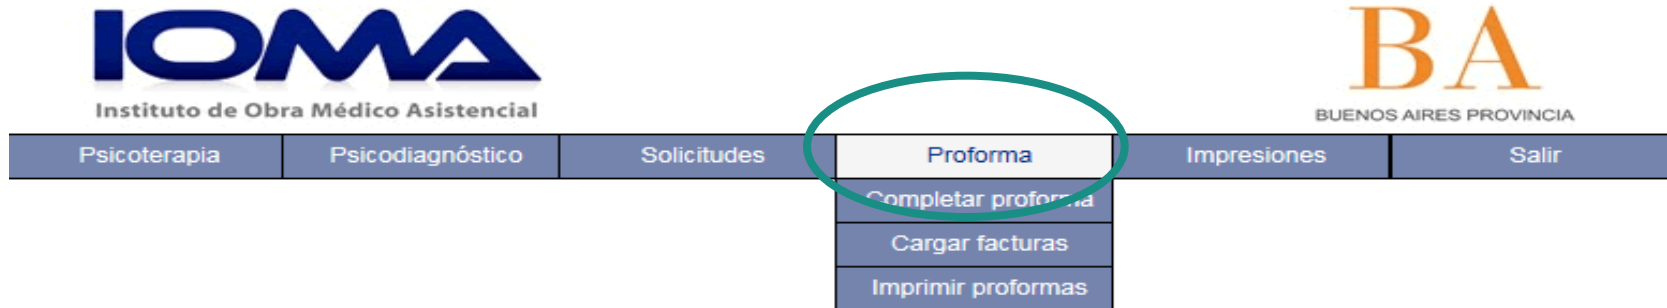 IOMA
Instituto de Obra Médico Asistencial
BA
BUENOS AIRES PROVINCIA
Psicoterapia Psicodiagnóstico Solicitudes Proforma Impresiones Salir
Completar proforma
Cargar facturas
Imprimir proformas